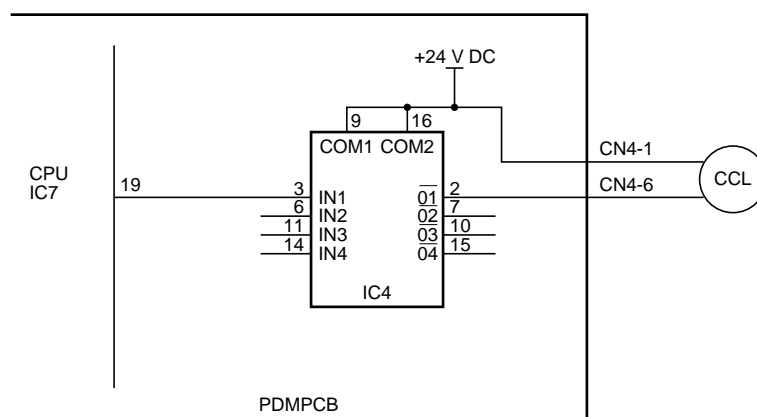 +24 V DC
9 16
COM1 COM2
CN4-1
CPU
IC7
19
3 IN1
6 IN2
11 IN3
14 IN4
01 2
02 7
03 10
04 15
CN4-6
CCL
IC4
PDMPCB